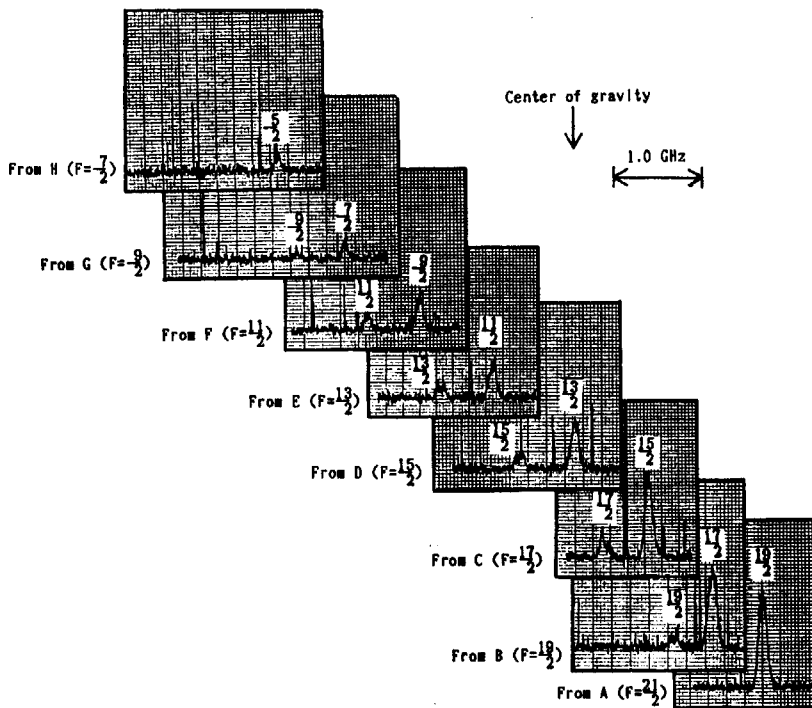 Center of gravity
1.0 GHz
-5/2
From H (F=-7/2)
-9/2 -7/2
From G (F=-9/2)
11/2 -9/2
From F (F=11/2)
13/2 11/2
From E (F=13/2)
15/2 13/2
From D (F=15/2)
17/2 15/2
From C (F=17/2)
19/2 17/2
From B (F=19/2)
19/2
From A (F=21/2)